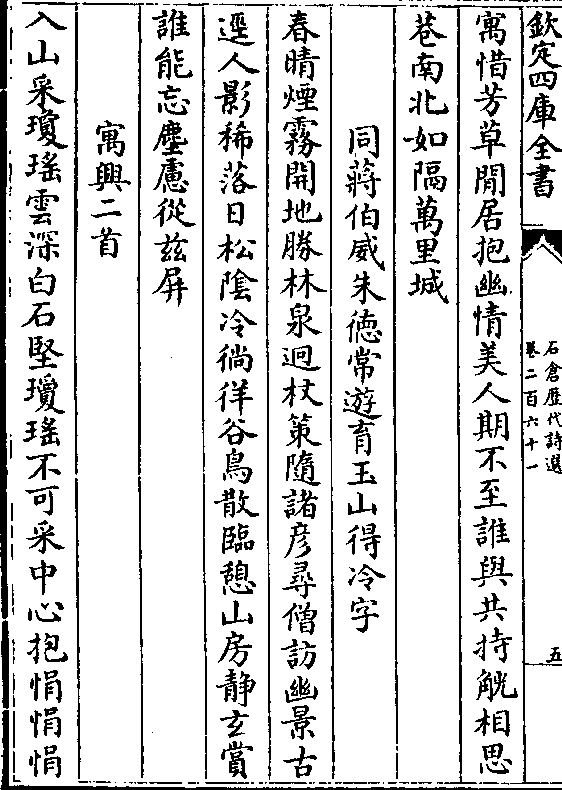 欽定四庫全書
石倉歷代詩選
卷二百六十一
五
寓惜芳草閒居抱幽情美人期不至誰與共持觥相思
巷南北如隔萬里城
同蔣伯威朱德常遊育玉山得冷字
春晴煙霧開地勝林泉迥杖策隨諸彦尋僧訪幽景古
逕人影稀落日松陰冷徜徉谷鳥散臨憩山房静玄賞
誰能忘塵慮從兹屏
寓興二首
入山采瓊瑤雲深白石堅瓊瑤不可采中心抱悁悁悁